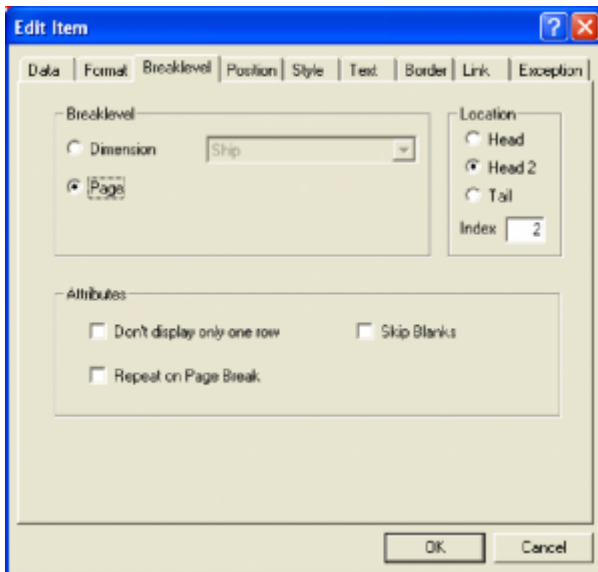 Edit Item
Data Format Breaklevel Position Style Text Border Link Exception
Breaklevel
Dimension Ship
Page
Location
Head
Head 2
Tail
Index 2
Attributes
Don't display only one row Skip Blanks
Repeat on Page Break
OK Cancel